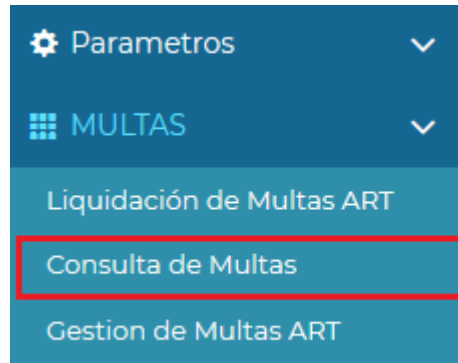 Parametros
MULTAS
Liquidación de Multas ART
Consulta de Multas
Gestion de Multas ART